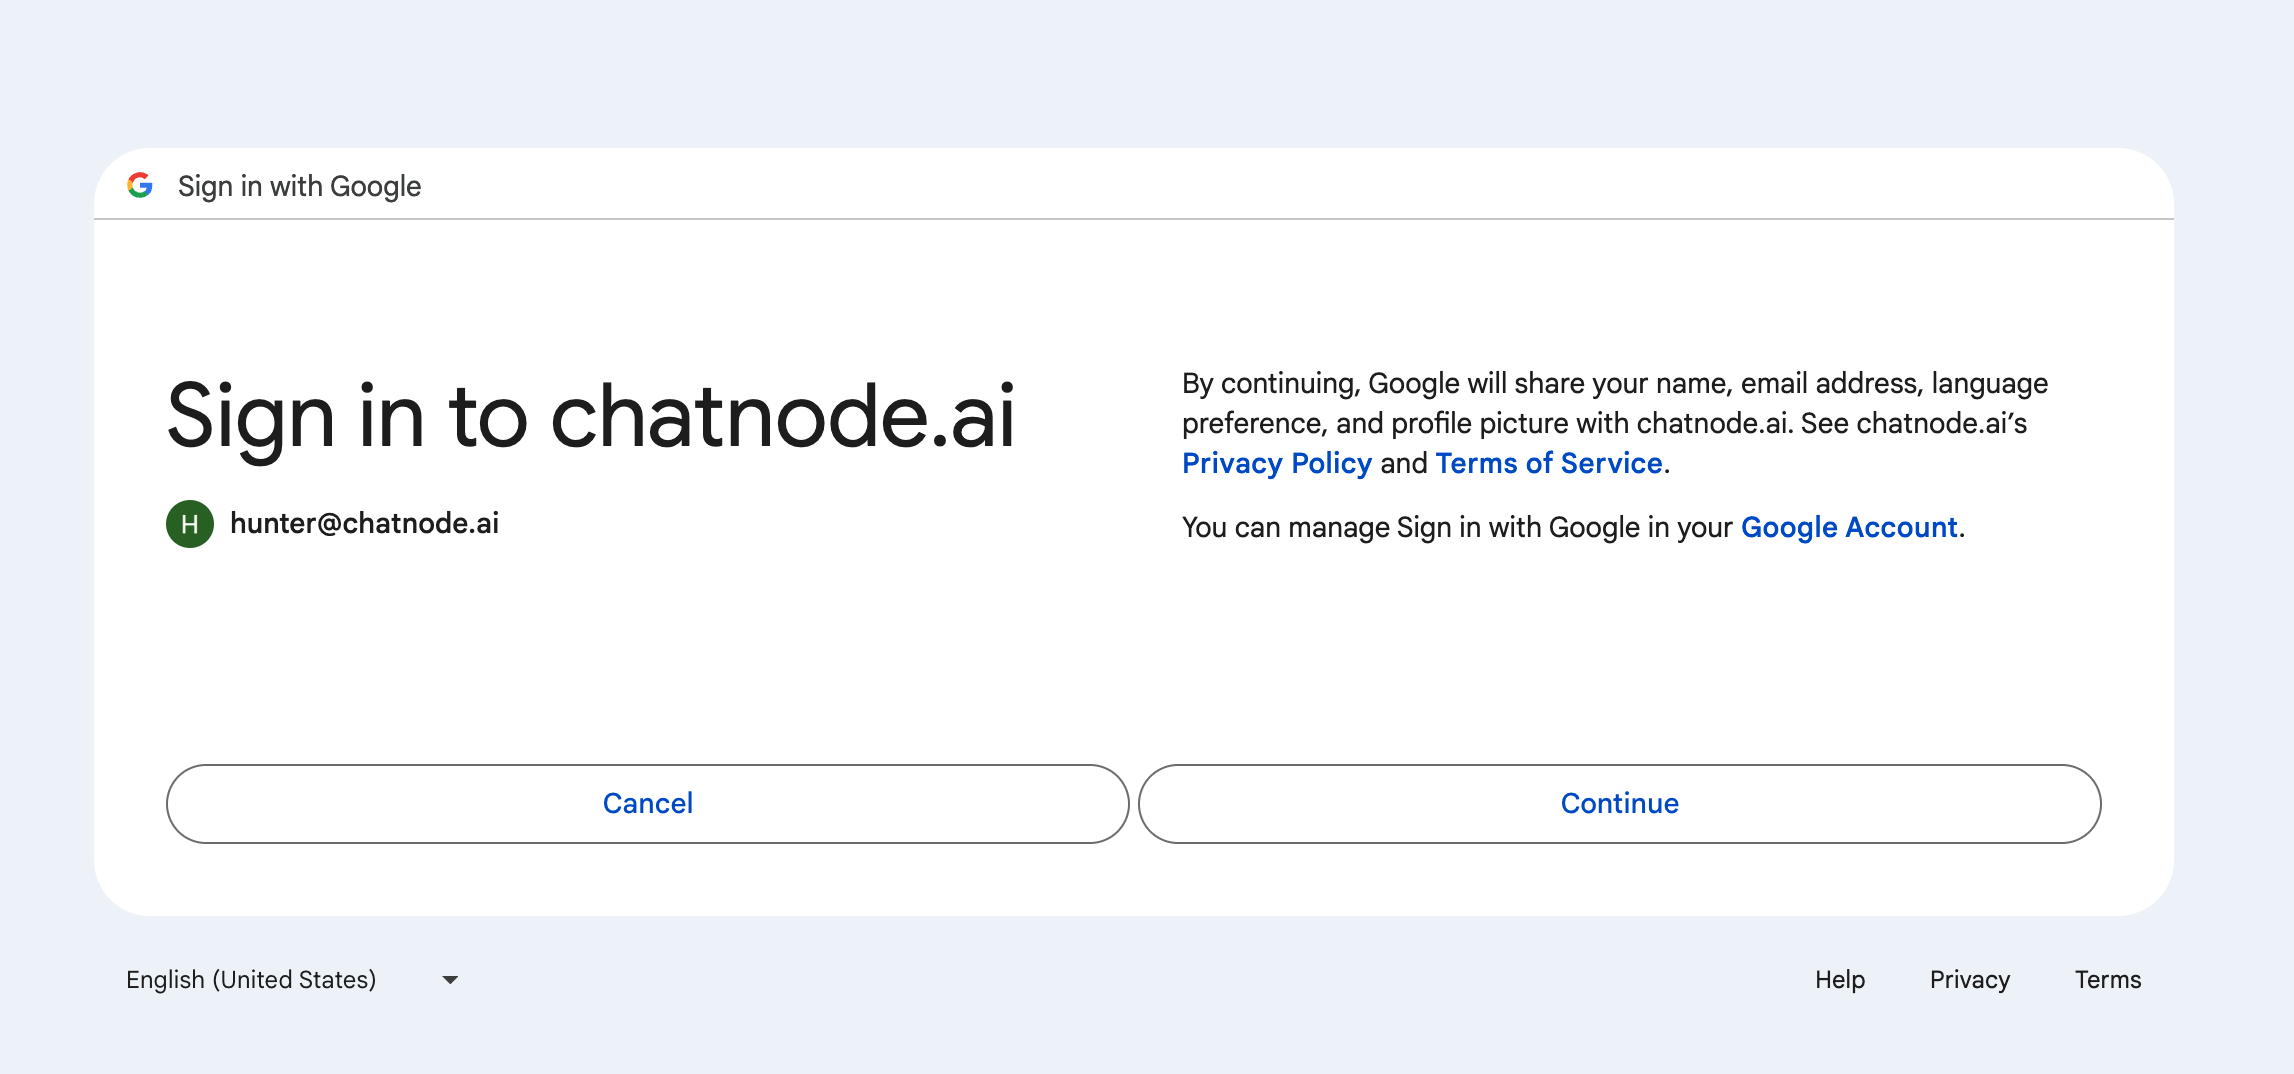 Sign in with Google
Sign in to chatnode.ai
H hunter@chatnode.ai
By continuing, Google will share your name, email address, language
preference, and profile picture with chatnode.ai. See chatnode.ai’s
Privacy Policy and Terms of Service.
You can manage Sign in with Google in your Google Account.
Cancel
Continue
English (United States)
Help
Privacy
Terms